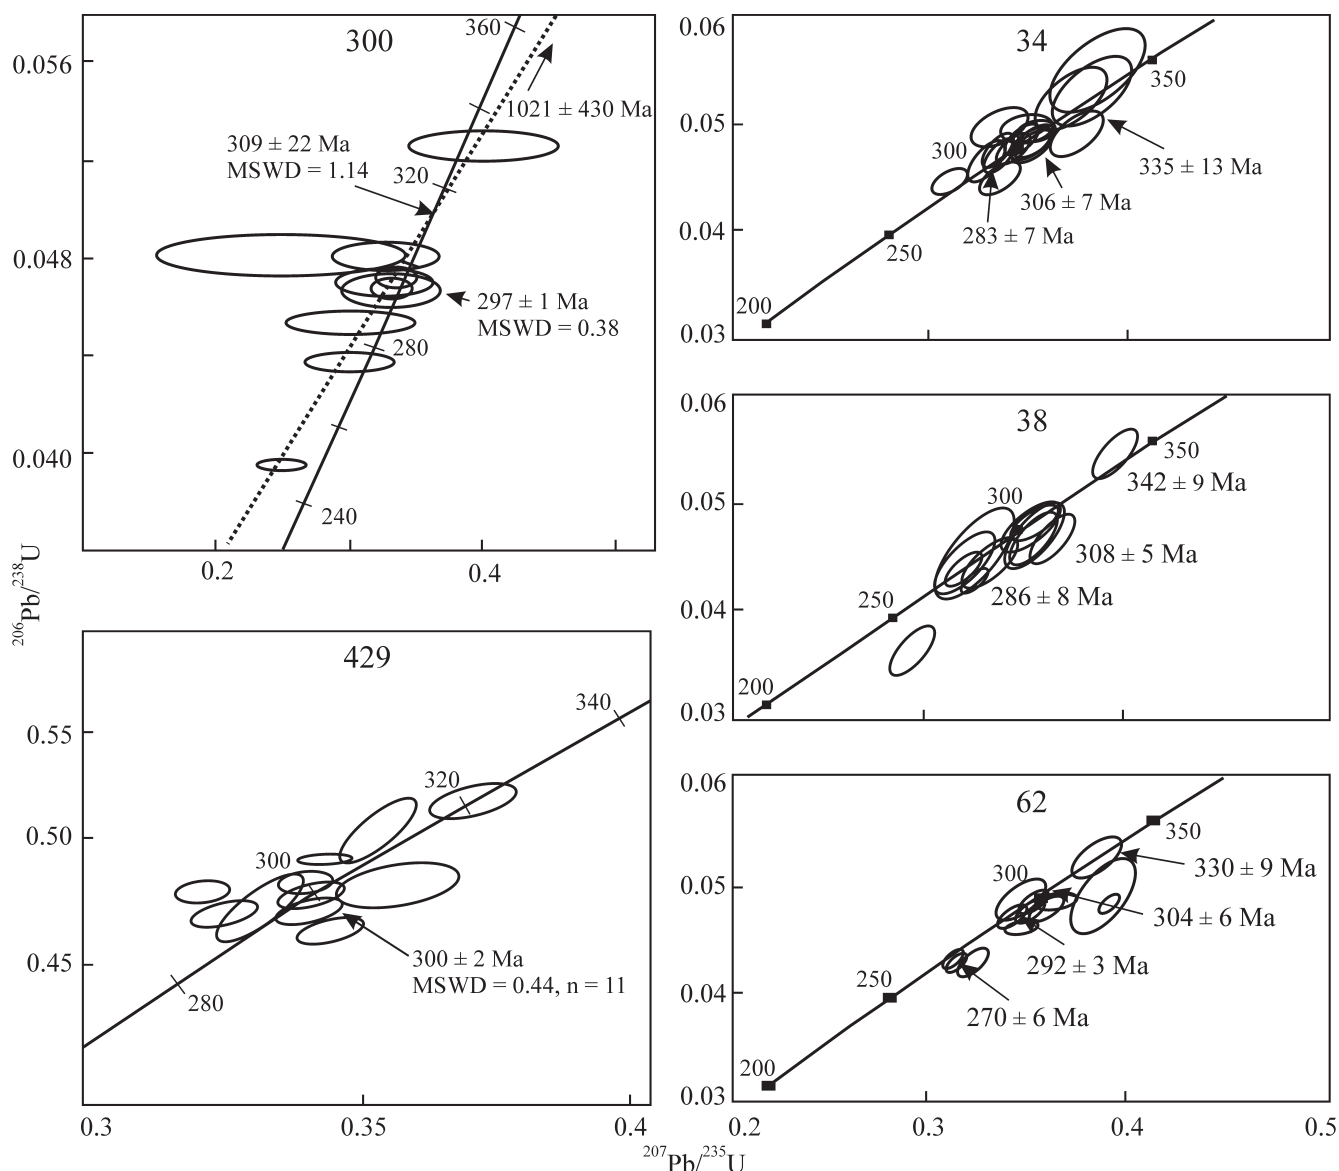 300
360
0.056
1021 ± 430 Ma
309 ± 22 Ma
MSWD = 1.14
320
0.048
297 ± 1 Ma
MSWD = 0.38
280
0.040
240
0.2
0.4
206Pb/238U
429
340
0.55
320
0.50
300
300 ± 2 Ma
MSWD = 0.44, n = 11
0.45
280
0.3
0.35
0.4
207Pb/235U
0.06
34
350
0.05
300
335 ± 13 Ma
306 ± 7 Ma
283 ± 7 Ma
0.04
250
200
0.03
0.06
38
350
342 ± 9 Ma
0.05
300
308 ± 5 Ma
286 ± 8 Ma
0.04
250
200
0.03
0.06
62
350
330 ± 9 Ma
300
0.05
304 ± 6 Ma
292 ± 3 Ma
250
0.04
270 ± 6 Ma
200
0.03
0.2
0.3
0.4
0.5